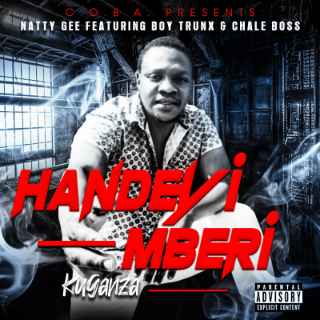 C.O.B.A. PRESENTS
NATTY GEE FEATURING BOY TRUNX & CHALE BOSS
HANDEYI
MBERI
Kuganza
PARENTAL
ADVISORY
EXPLICIT CONTENT